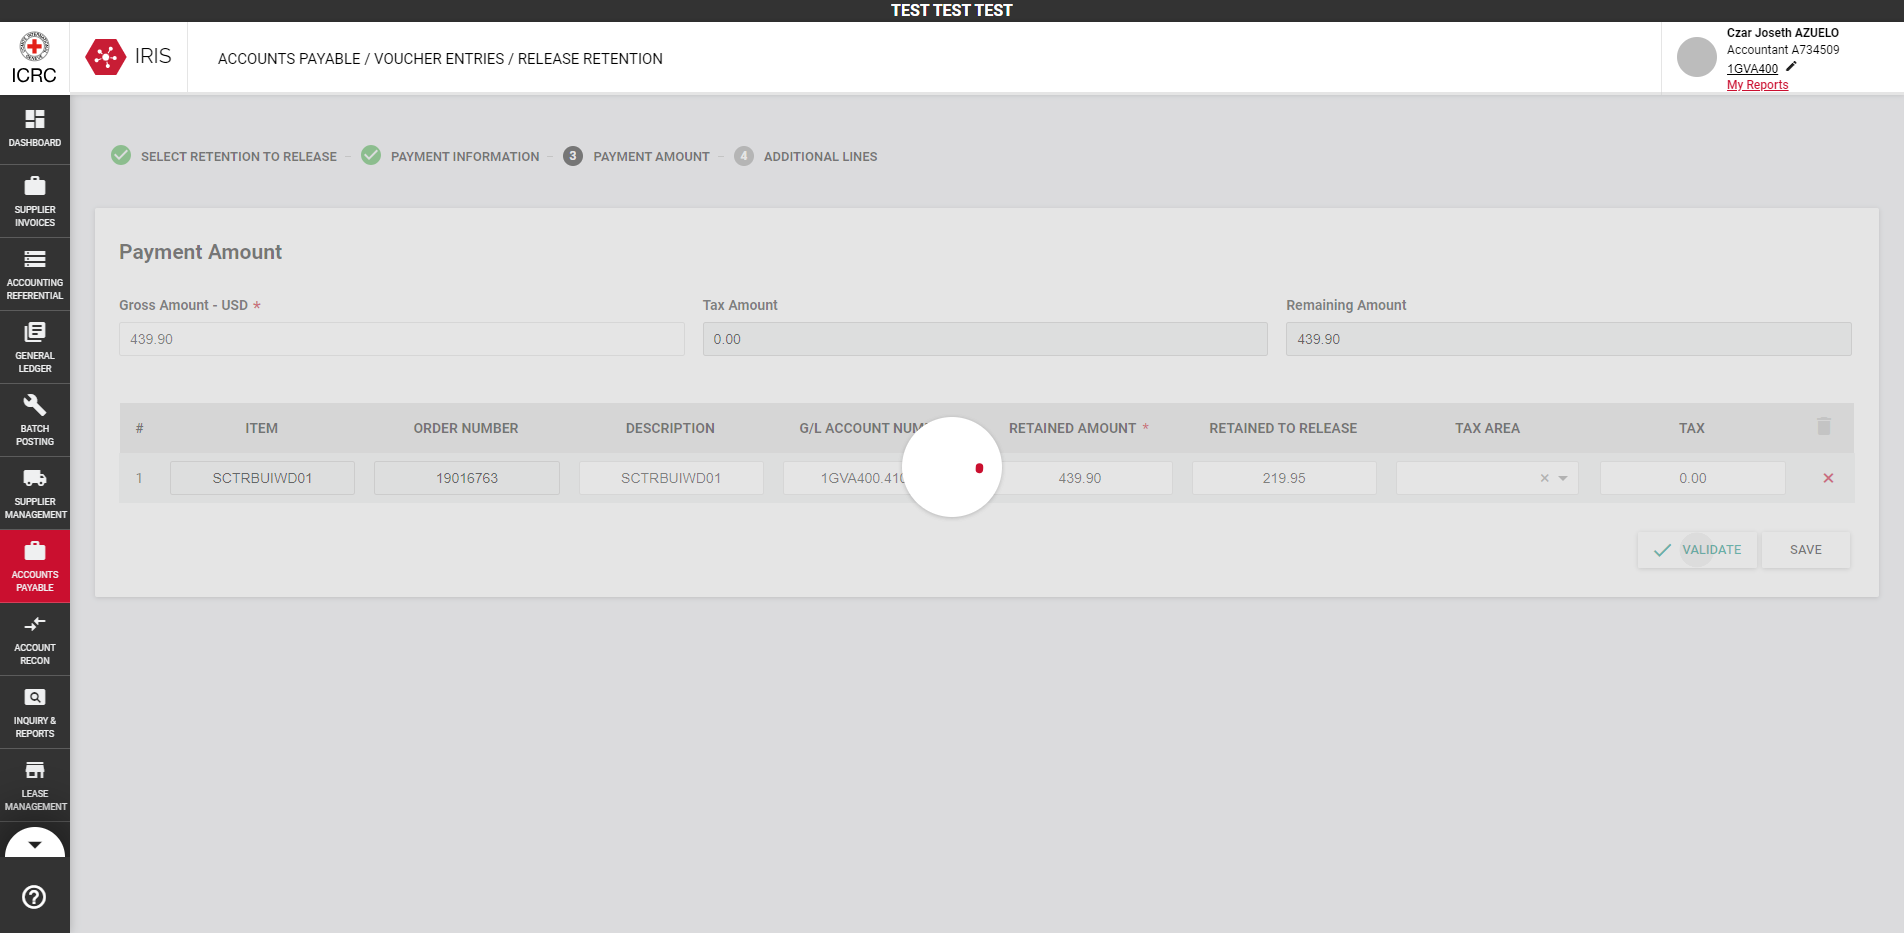 TEST TEST TEST
ICRC
IRIS
ACCOUNTS PAYABLE / VOUCHER ENTRIES / RELEASE RETENTION
Czar Joseth AZUELO
Accountant A734509
1GVA400
My Reports
DASHBOARD
SUPPLIER
INVOICES
ACCOUNTING
REFERENTIAL
GENERAL
LEDGER
BATCH
POSTING
SUPPLIER
MANAGEMENT
ACCOUNTS
PAYABLE
ACCOUNT
RECON
INQUIRY &
REPORTS
LEASE
MANAGEMENT
SELECT RETENTION TO RELEASE
PAYMENT INFORMATION
3 PAYMENT AMOUNT
4 ADDITIONAL LINES
Payment Amount
Gross Amount - USD * Tax Amount Remaining Amount
439.90 0.00 439.90
# ITEM ORDER NUMBER DESCRIPTION G/L ACCOUNT RETAINED AMOUNT * RETAINED TO RELEASE TAX AREA TAX
1 SCTRBUIWD01 19016763 SCTRBUIWD01 1GVA400.410 439.90 219.95 0.00
VALIDATE SAVE